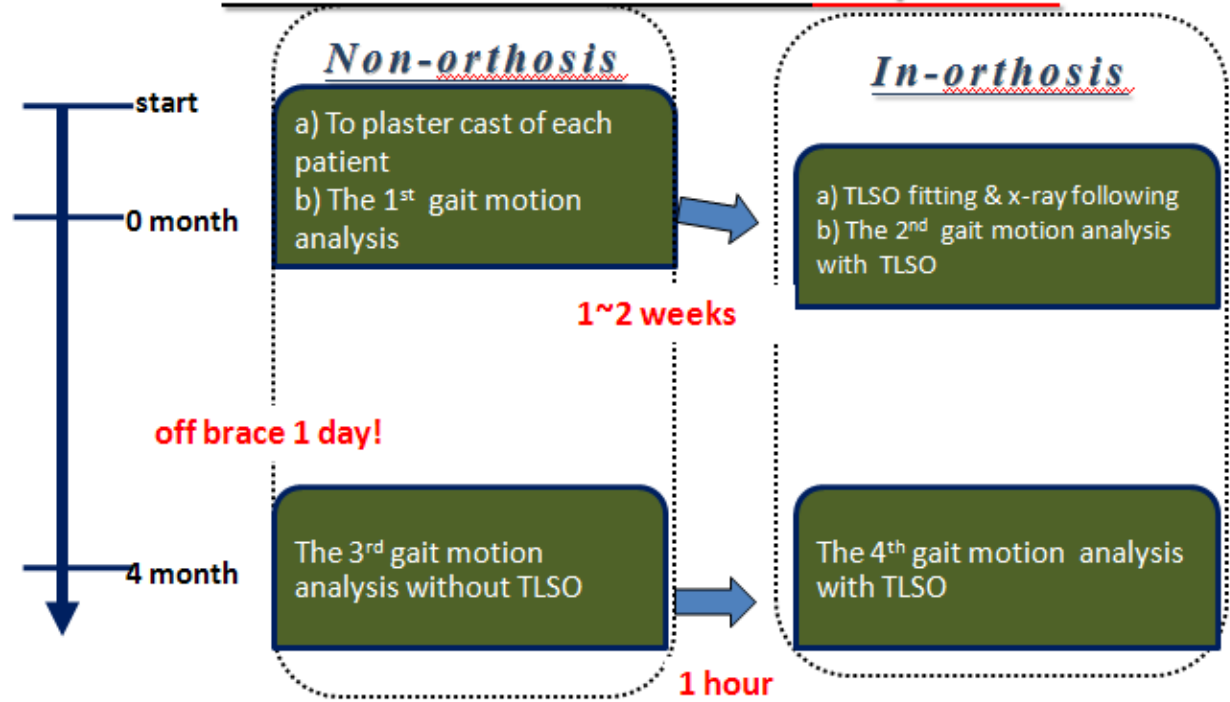 Non-orthosis
In-orthosis
start
a) To plaster cast of each
patient
b) The 1st gait motion
analysis
0 month
a) TLSO fitting & x-ray following
b) The 2nd gait motion analysis
with TLSO
1~2 weeks
off brace 1 day!
4 month
The 3rd gait motion
analysis without TLSO
The 4th gait motion analysis
with TLSO
1 hour